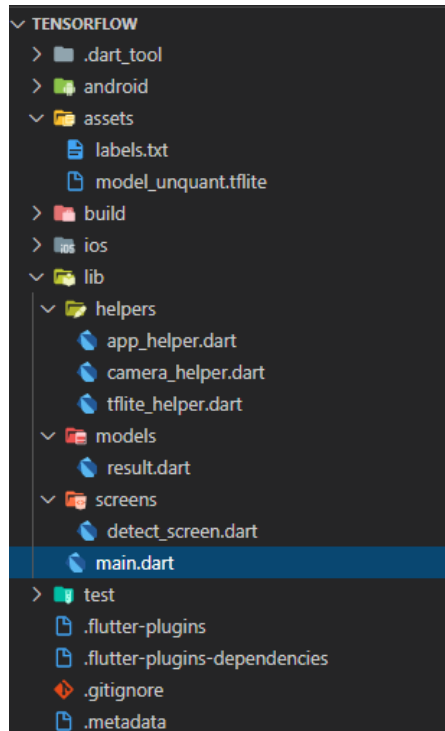 TENSORFLOW
.dart_tool
android
assets
labels.txt
model_unquant.tflite
build
iOS ios
lib
helpers
app_helper.dart
camera_helper.dart
tflite_helper.dart
models
result.dart
screens
detect_screen.dart
main.dart
test
.flutter-plugins
.flutter-plugins-dependencies
.gitignore
.metadata